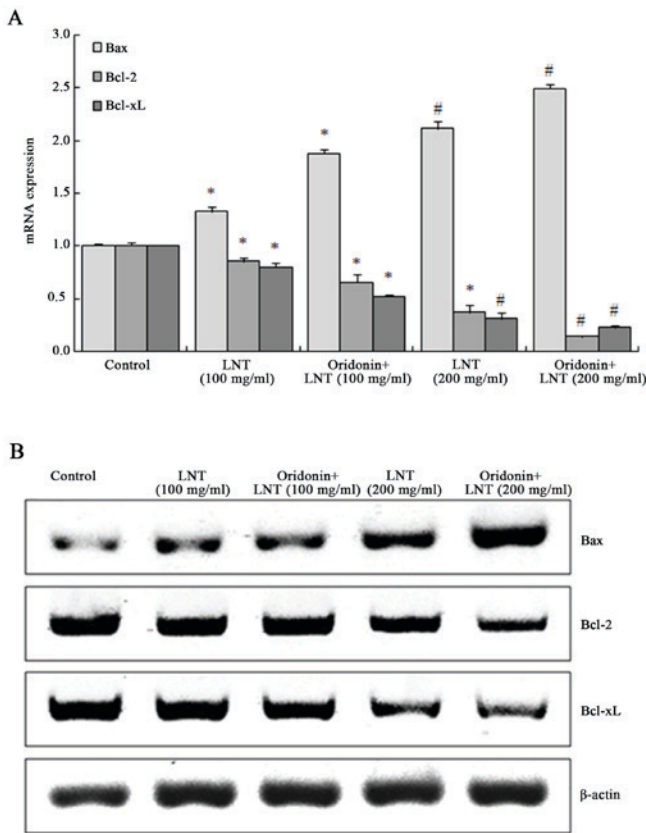 A
3.0
2.5
2.0
1.5
1.0
0.5
0.0
mRNA expression
Bax
Bcl-2
Bcl-xL
* * *
* * *
# * #
# # #
Control
LNT
(100 mg/ml)
Oridonin+
LNT (100 mg/ml)
LNT
(200 mg/ml)
Oridonin+
LNT (200 mg/ml)
B
Control
LNT
(100 mg/ml)
Oridonin+
LNT (100 mg/ml)
LNT
(200 mg/ml)
Oridonin+
LNT (200 mg/ml)
Bax
Bcl-2
Bcl-xL
β-actin